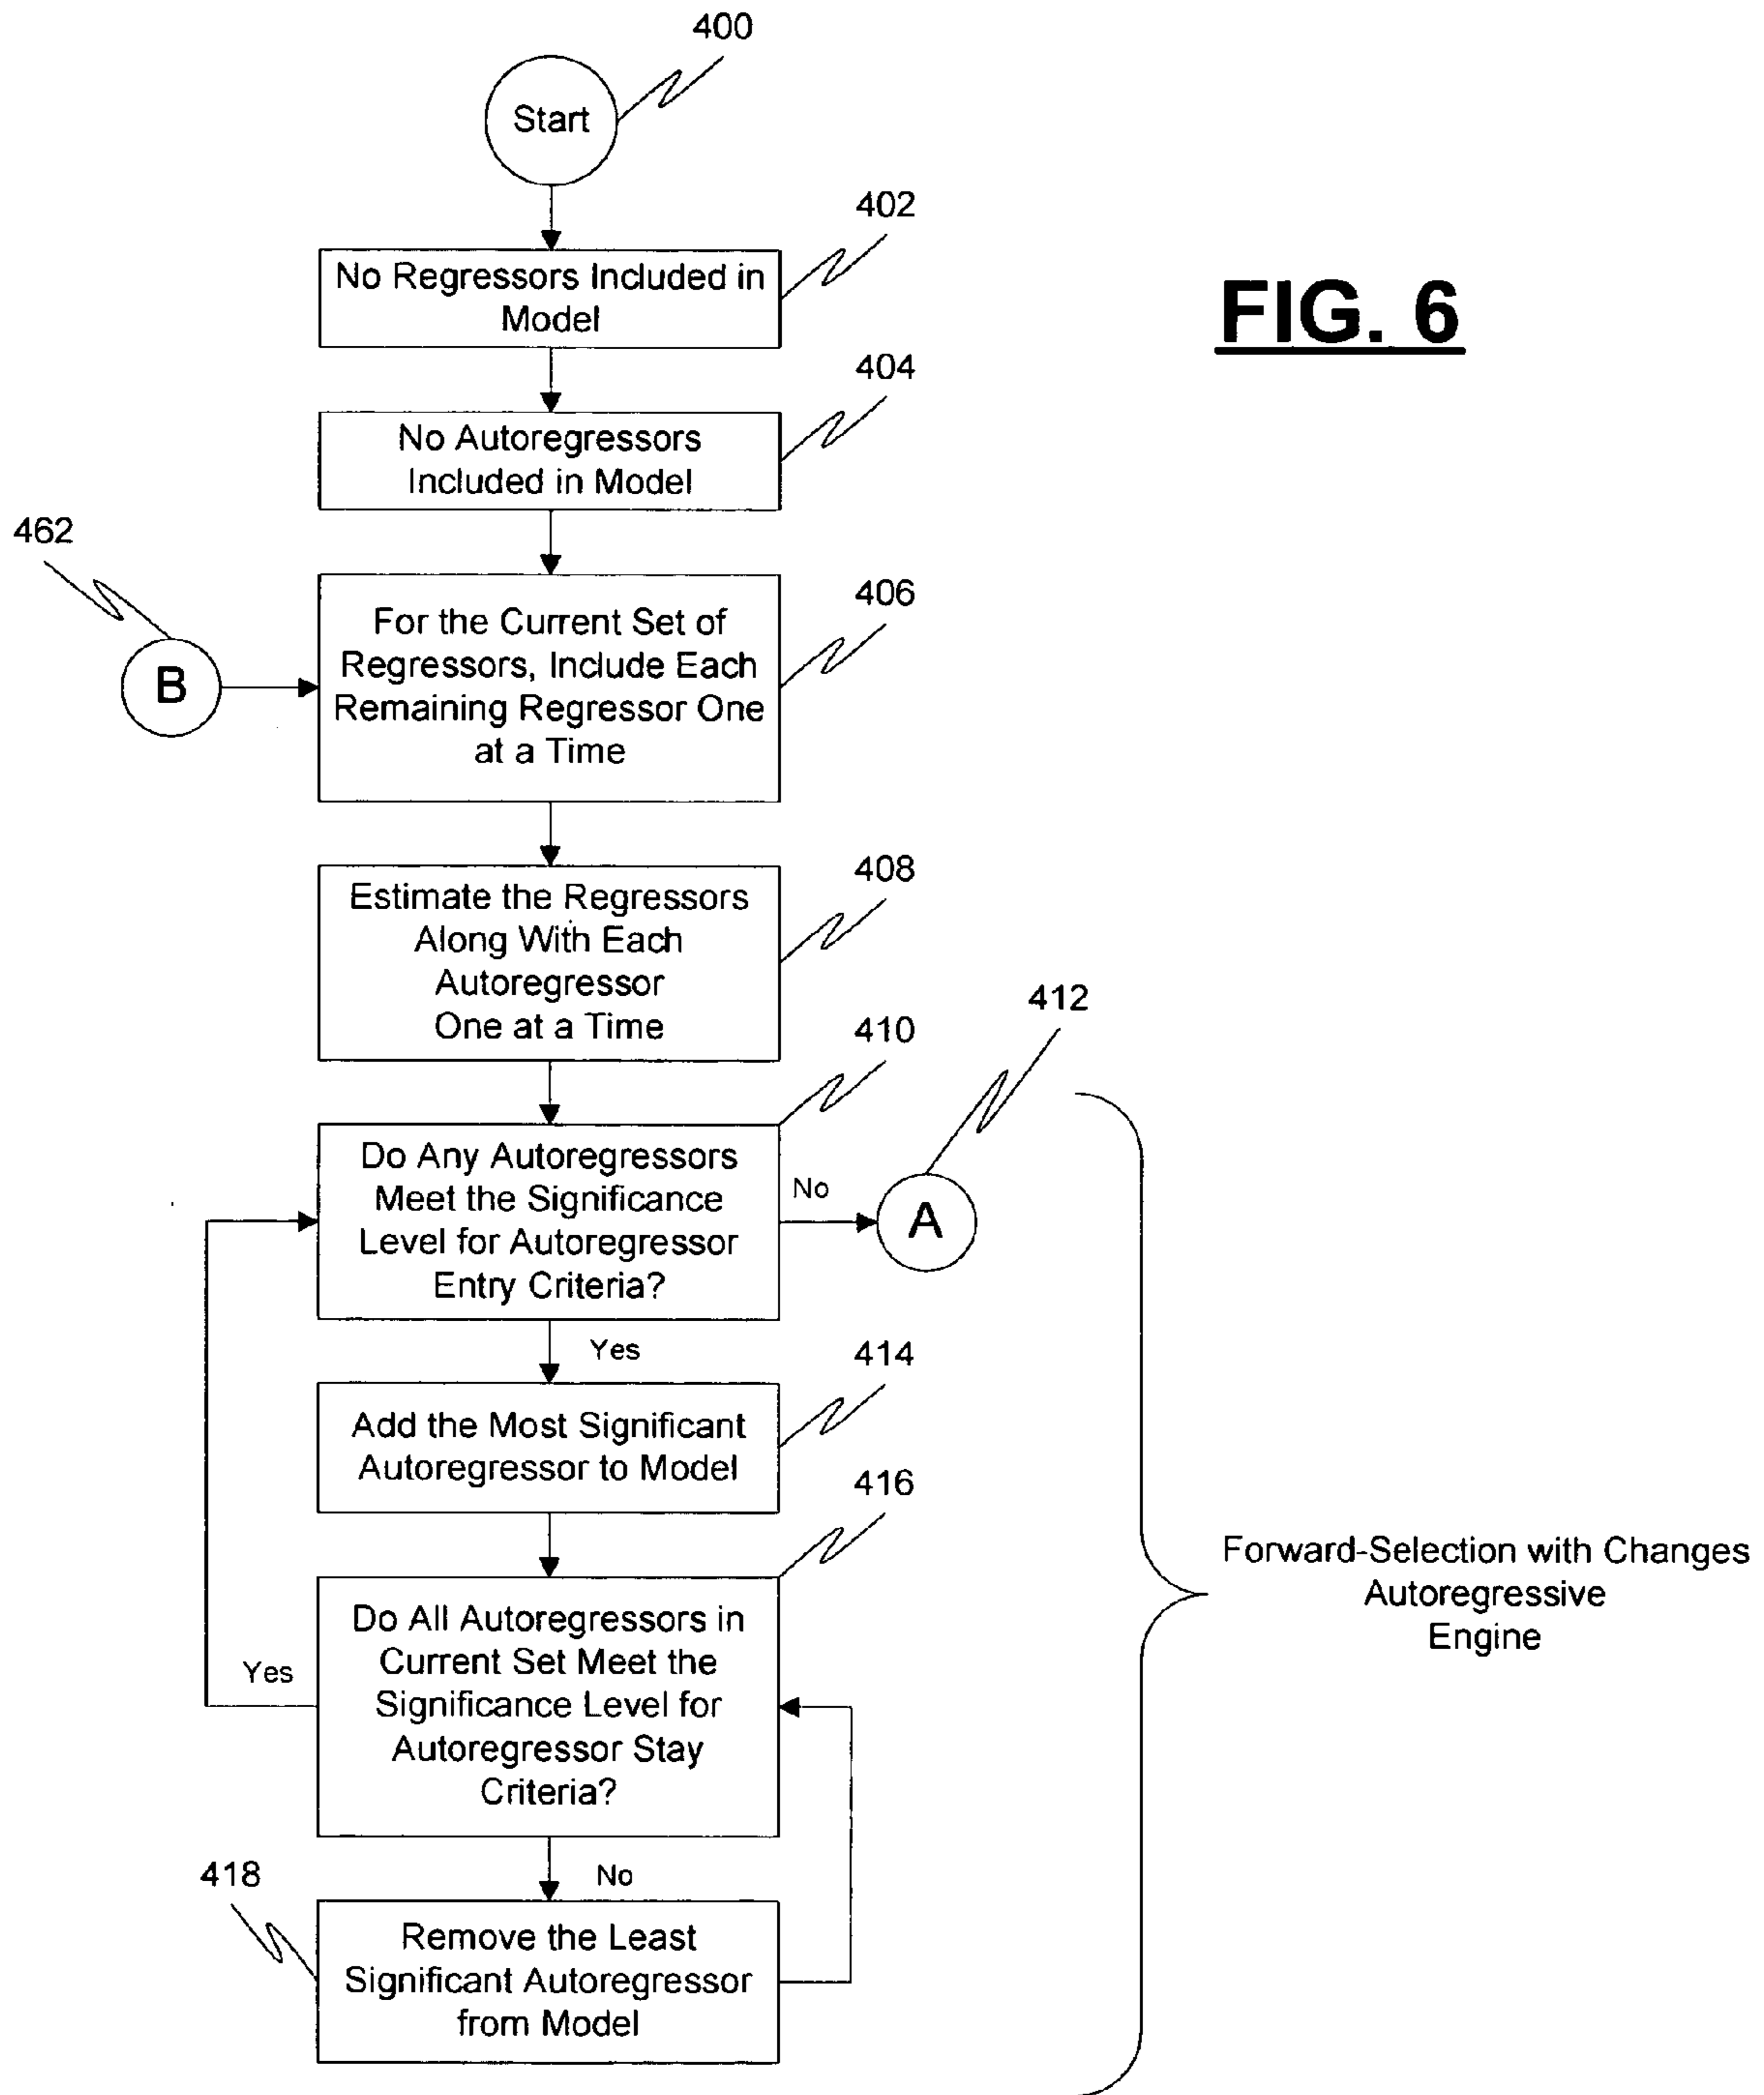 400
Start
402
No Regressors Included in
Model
FIG. 6
404
No Autoregressors
Included in Model
462
B
406
For the Current Set of
Regressors, Include Each
Remaining Regressor One
at a Time
408
Estimate the Regressors
Along With Each
Autoregressor
One at a Time
412
410
Do Any Autoregressors
Meet the Significance
Level for Autoregressor
Entry Criteria?
No
A
Yes
414
Add the Most Significant
Autoregressor to Model
416
Do All Autoregressors in
Current Set Meet the
Significance Level for
Autoregressor Stay
Criteria?
Yes
Forward-Selection with Changes
Autoregressive
Engine
No
418
Remove the Least
Significant Autoregressor
from Model